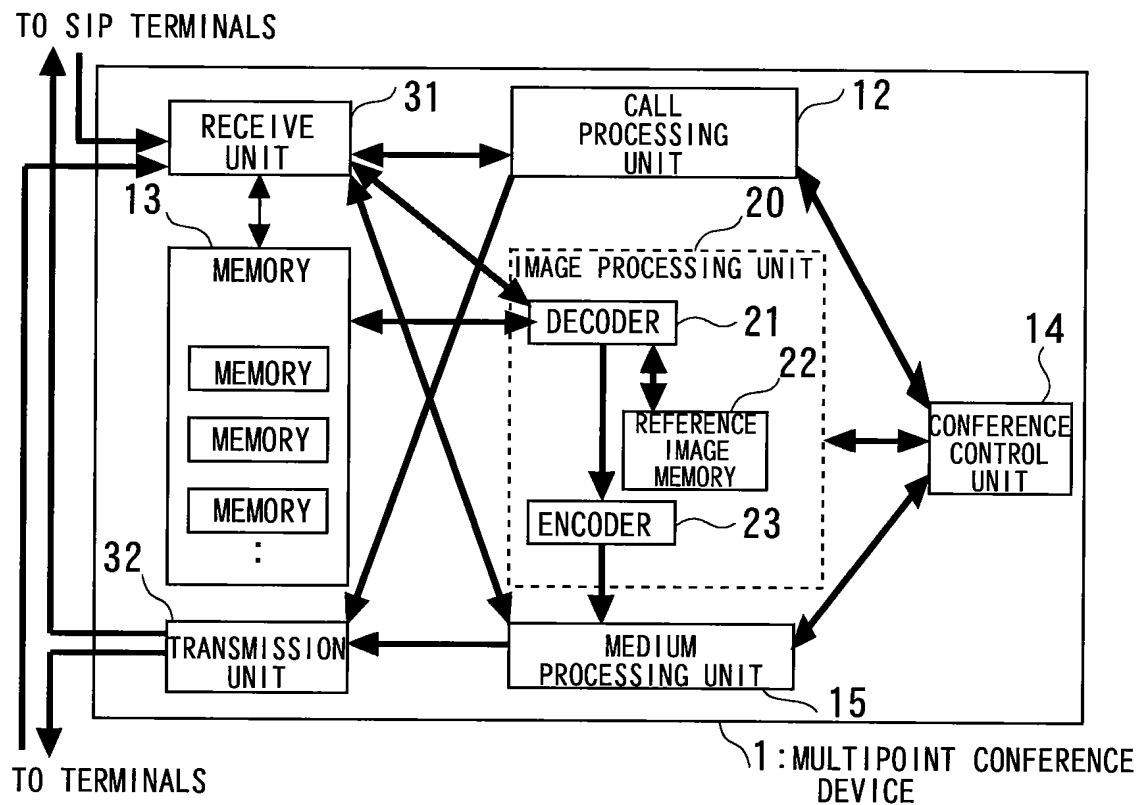 TO SIP TERMINALS
31
RECEIVE
UNIT
CALL
PROCESSING
UNIT
12
13
20
MEMORY
IMAGE PROCESSING UNIT
DECODER
21
14
MEMORY
22
REFERENCE
IMAGE
MEMORY
CONFERENCE
CONTROL
UNIT
MEMORY
MEMORY
ENCODER
23
:
32
TRANSMISSION
UNIT
MEDIUM
PROCESSING UNIT
15
1:MULTIPOINT CONFERENCE
DEVICE
TO TERMINALS